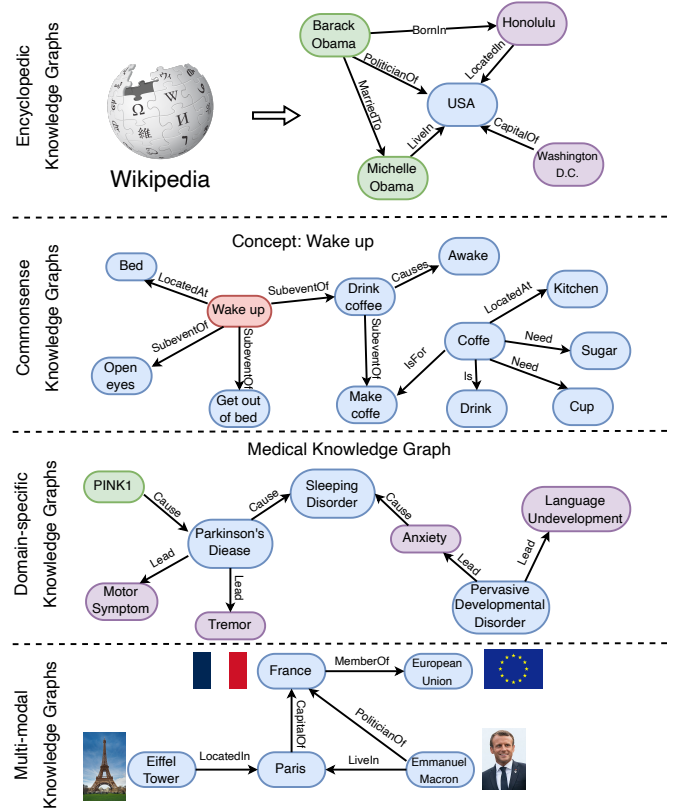 Encyclopedic
Knowledge Graphs
Wikipedia
Ω
W
И
維
Barack
Obama
BornIn
Honolulu
PoliticianOf
LocatedIn
MarriedTo
USA
LiveIn
CapitalOf
Michelle
Obama
Washington
D.C.
Commonsense
Knowledge Graphs
Concept: Wake up
Bed
LocatedAt
Wake up
SubeventOf
Drink
coffee
Causes
Awake
SubeventOf
Open
eyes
SubeventOf
Get out
of bed
SubeventOf
Make
coffe
IsFor
Coffe
LocatedAt
Kitchen
Need
Sugar
Need
Cup
Is
Drink
Domain-specific
Knowledge Graphs
Medical Knowledge Graph
PINK1
Cause
Parkinson's
Diease
Cause
Sleeping
Disorder
Cause
Anxiety
Lead
Motor
Symptom
Lead
Tremor
Lead
Pervasive
Developmental
Disorder
Lead
Language
Undevelopment
Multi-modal
Knowledge Graphs
France
MemberOf
European
Union
CapitalOf
PoliticianOf
Eiffel
Tower
LocatedIn
Paris
LiveIn
Emmanuel
Macron